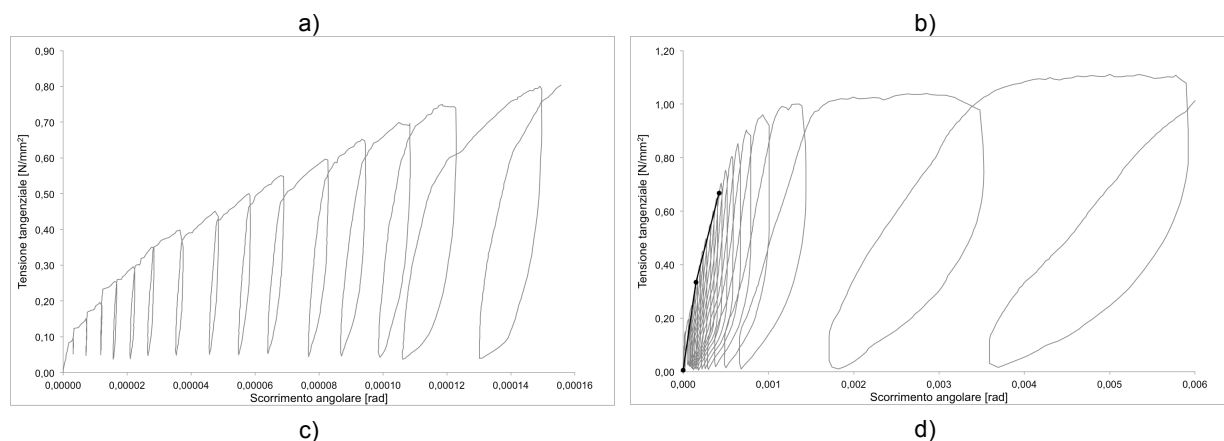 a) b)
0,90
0,80
0,70
0,60
0,50
0,40
0,30
0,20
0,10
0,00
Tensione tangenziale [N/mm²]
0,00000 0,00002 0,00004 0,00006 0,00008 0,00010 0,00012 0,00014 0,00016
Scorrimento angolare [rad]
1,20
1,00
0,80
0,60
0,40
0,20
0,00
Tensione tangenziale [N/mm²]
0,000 0,001 0,002 0,003 0,004 0,005 0,006
Scorrimento angolare [rad]
c) d)